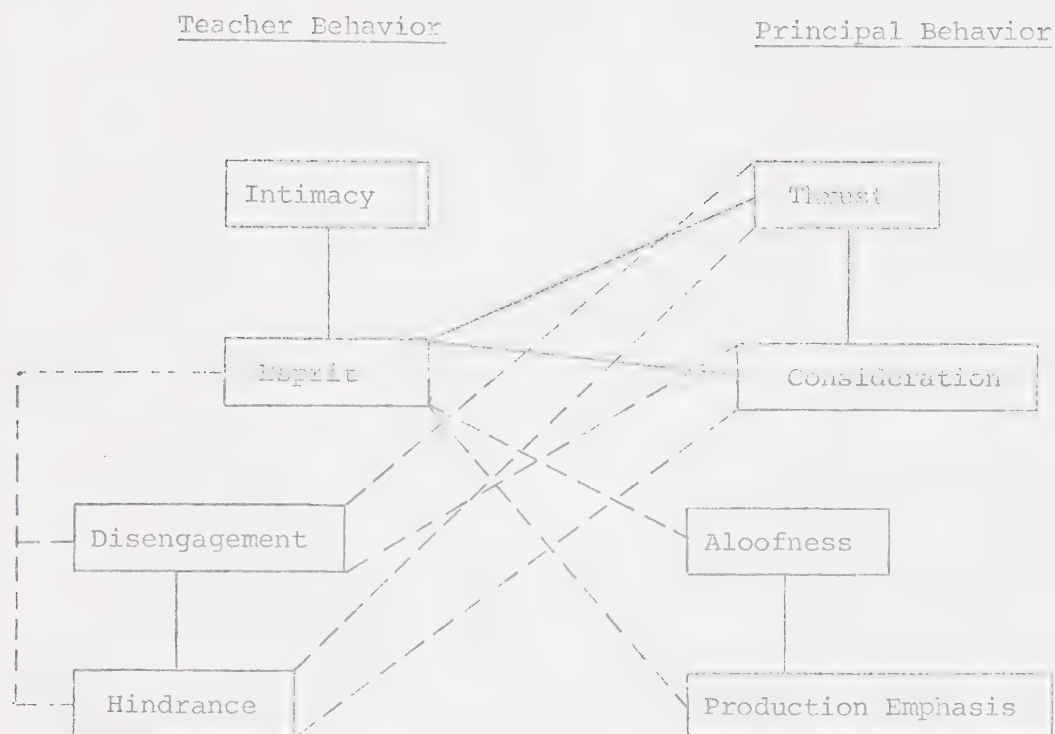 Teacher Behavior
Principal Behavior
Intimacy
Thrust
Esprit
Consideration
Disengagement
Aloofness
Hindrance
Production Emphasis